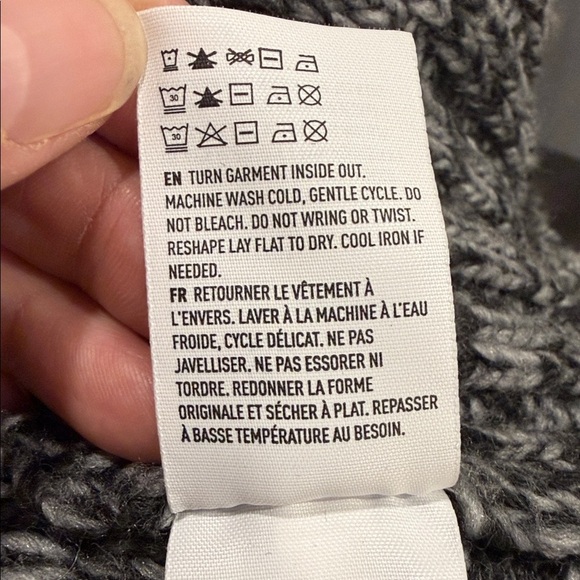 30
30
EN TURN GARMENT INSIDE OUT.
MACHINE WASH COLD, GENTLE CYCLE. DO
NOT BLEACH. DO NOT WRING OR TWIST.
RESHAPE LAY FLAT TO DRY. COOL IRON IF
NEEDED.
FR RETOURNER LE VÊTEMENT À
L'ENVERS. LAVER À LA MACHINE À L'EAU
FROIDE, CYCLE DÉLICAT. NE PAS
JAVELLISER. NE PAS ESSORER NI
TORDRE. REDONNER LA FORME
ORIGINALE ET SÉCHER À PLAT. REPASSER
À BASSE TEMPÉRATURE AU BESOIN.